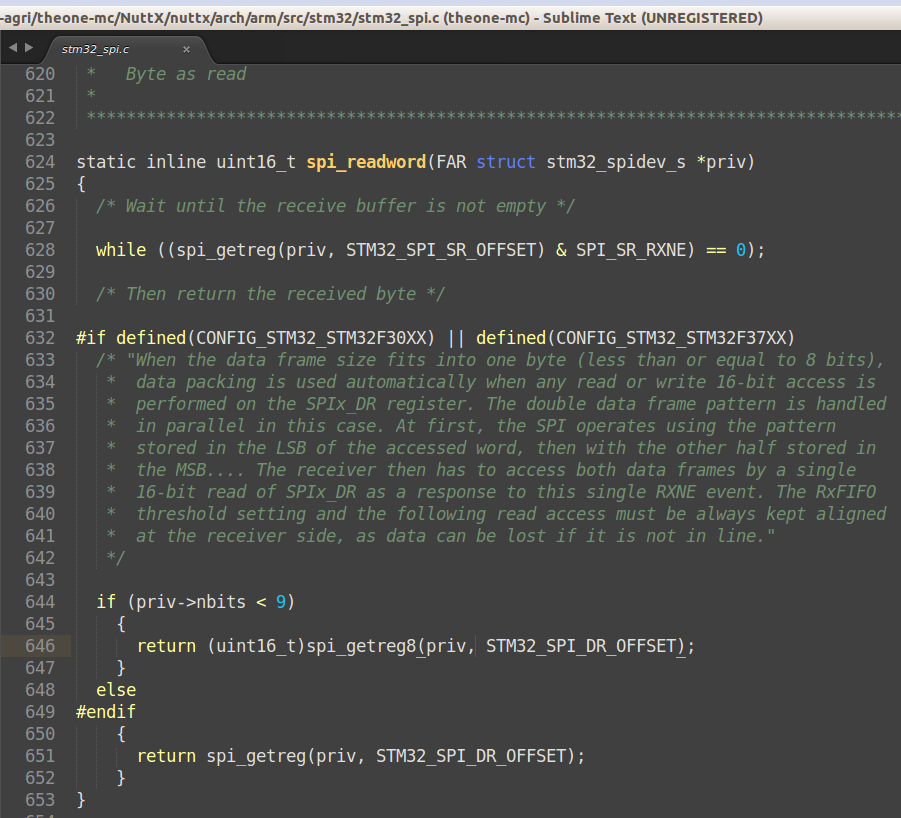 -agri/theone-mc/NuttX/nuttx/arch/arm/src/stm32/stm32_spi.c (theone-mc) - Sublime Text (UNREGISTERED)
stm32_spi.c ×
620 *   Byte as read
621 *
622 **********************************************************************************
623
624 static inline uint16_t spi_readword(FAR struct stm32_spidev_s *priv)
625 {
626   /* Wait until the receive buffer is not empty */
627
628   while ((spi_getreg(priv, STM32_SPI_SR_OFFSET) & SPI_SR_RXNE) == 0);
629
630   /* Then return the received byte */
631
632 #if defined(CONFIG_STM32_STM32F30XX) || defined(CONFIG_STM32_STM32F37XX)
633   /* "When the data frame size fits into one byte (less than or equal to 8 bits),
634    *  data packing is used automatically when any read or write 16-bit access is
635    *  performed on the SPIx_DR register. The double data frame pattern is handled
636    *  in parallel in this case. At first, the SPI operates using the pattern
637    *  stored in the LSB of the accessed word, then with the other half stored in
638    *  the MSB.... The receiver then has to access both data frames by a single
639    *  16-bit read of SPIx_DR as a response to this single RXNE event. The RxFIFO
640    *  threshold setting and the following read access must be always kept aligned
641    *  at the receiver side, as data can be lost if it is not in line."
642    */
643
644   if (priv->nbits < 9)
645     {
646       return (uint16_t)spi_getreg8(priv, STM32_SPI_DR_OFFSET);
647     }
648   else
649 #endif
650     {
651       return spi_getreg(priv, STM32_SPI_DR_OFFSET);
652     }
653 }